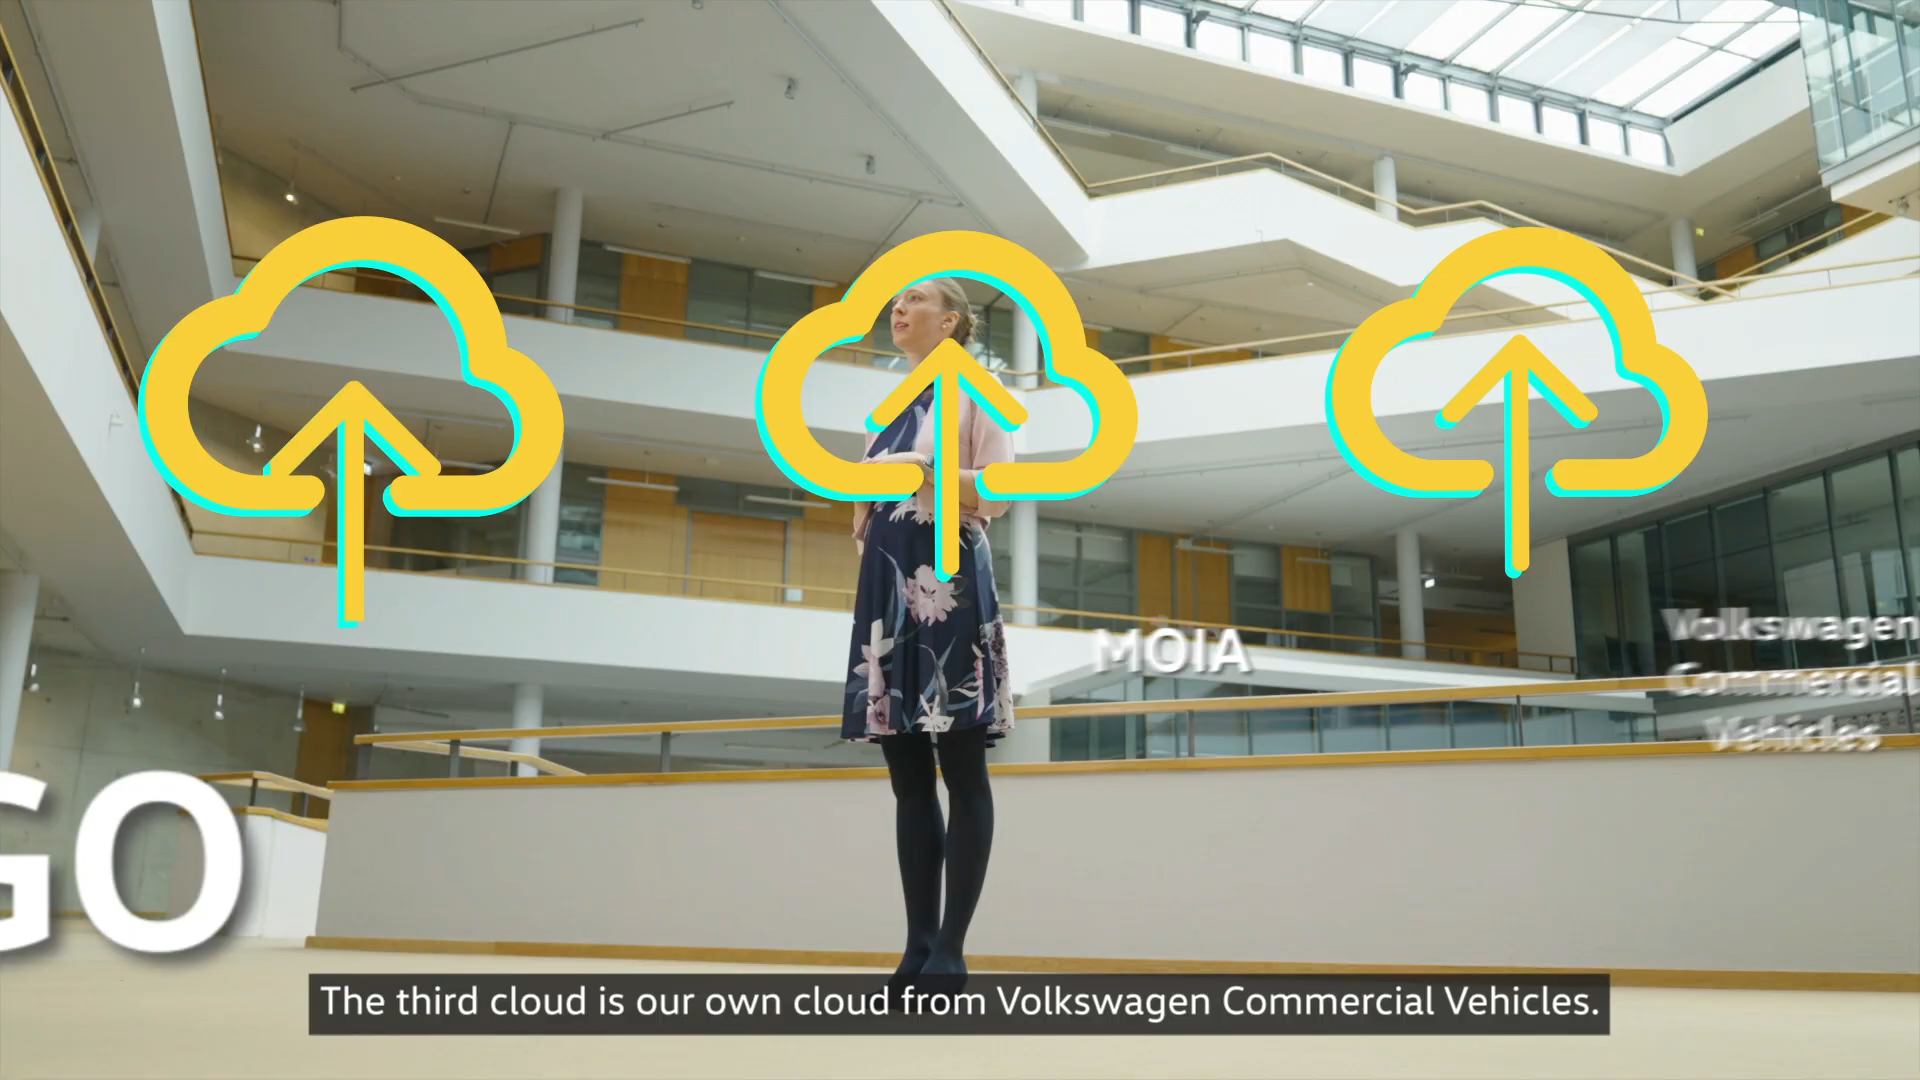 MOIA
Volkswagen
Commercial
Vehicles
GO
The third cloud is our own cloud from Volkswagen Commercial Vehicles.